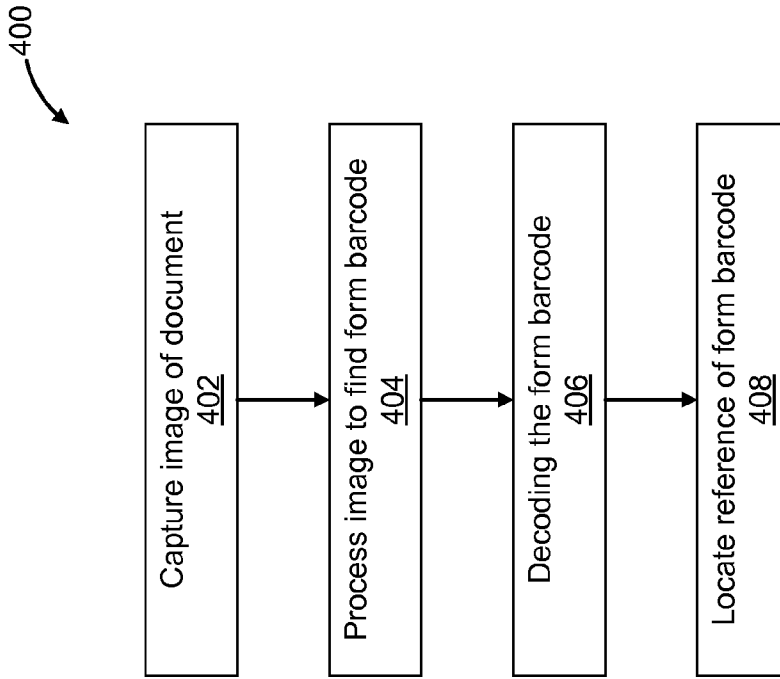 400
Capture image of document
402
Process image to find form barcode
404
Decoding the form barcode
406
Locate reference of form barcode
408